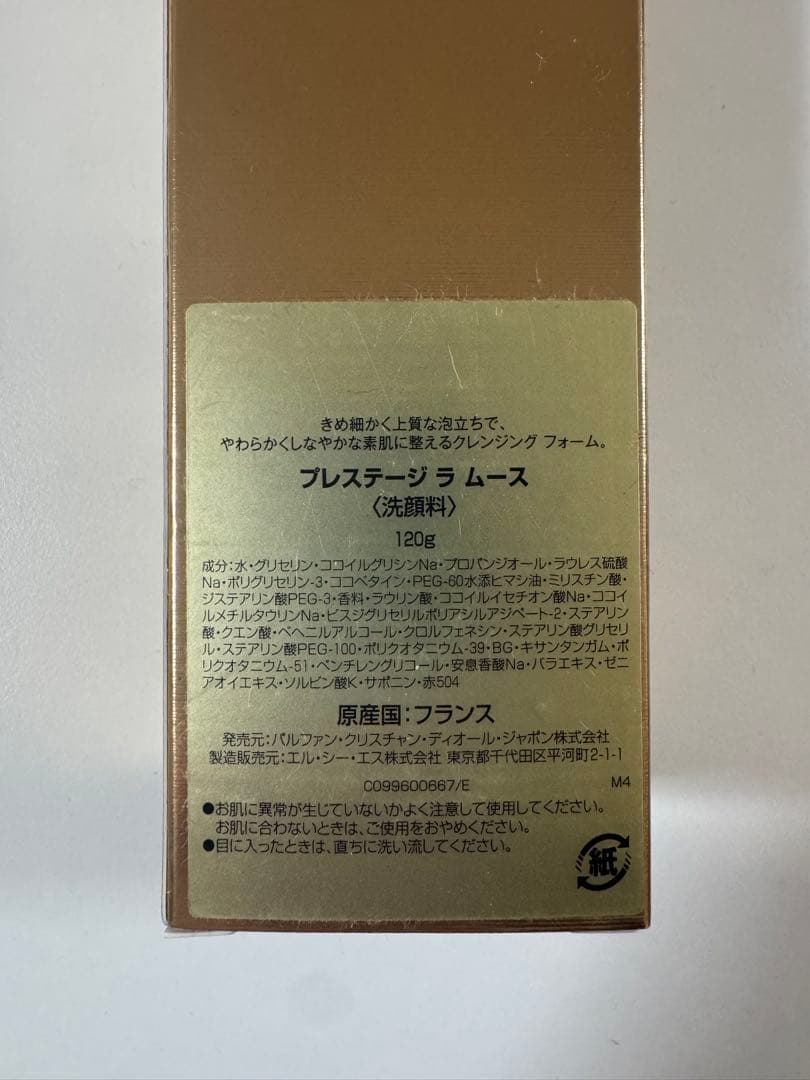 きめ細かく上質な泡立ちで、
やわらかくしなやかな素肌に整えるクレンジング フォーム。
プレステージ ラ ムース
〈洗顔料〉
120g
成分:水・グリセリン・ココイルグリシンNa・プロパンジオール・ラウレス硫酸
Na・ポリグリセリン-3・ココベタイン・PEG-60水添ヒマシ油・ミリスチン酸・
ジステアリン酸PEG-3・香料・ラウリン酸・ココイルイセチオン酸Na・ココイ
ルメチルタウリンNa・ビスジグリセリルポリアシルアジペート-2・ステアリン
酸・クエン酸・ベヘニルアルコール・クロルフェネシン・ステアリン酸グリセリ
ル・ステアリン酸PEG-100・ポリクオタニウム-39・BG・キサンタンガム・ポ
リクオタニウム-51・ペンチレングリコール・安息香酸Na・バラエキス・ゼニ
アオイエキス・ソルビン酸K・サポニン・赤504
原産国:フランス
発売元:パルファン・クリスチャン・ディオール・ジャポン株式会社
製造販売元:エル・シー・エス株式会社 東京都千代田区平河町2-1-1
C099600667/E M4
●お肌に異常が生じていないかよく注意して使用してください。
お肌に合わないときは、ご使用をおやめください。
●目に入ったときは、直ちに洗い流してください。
紙